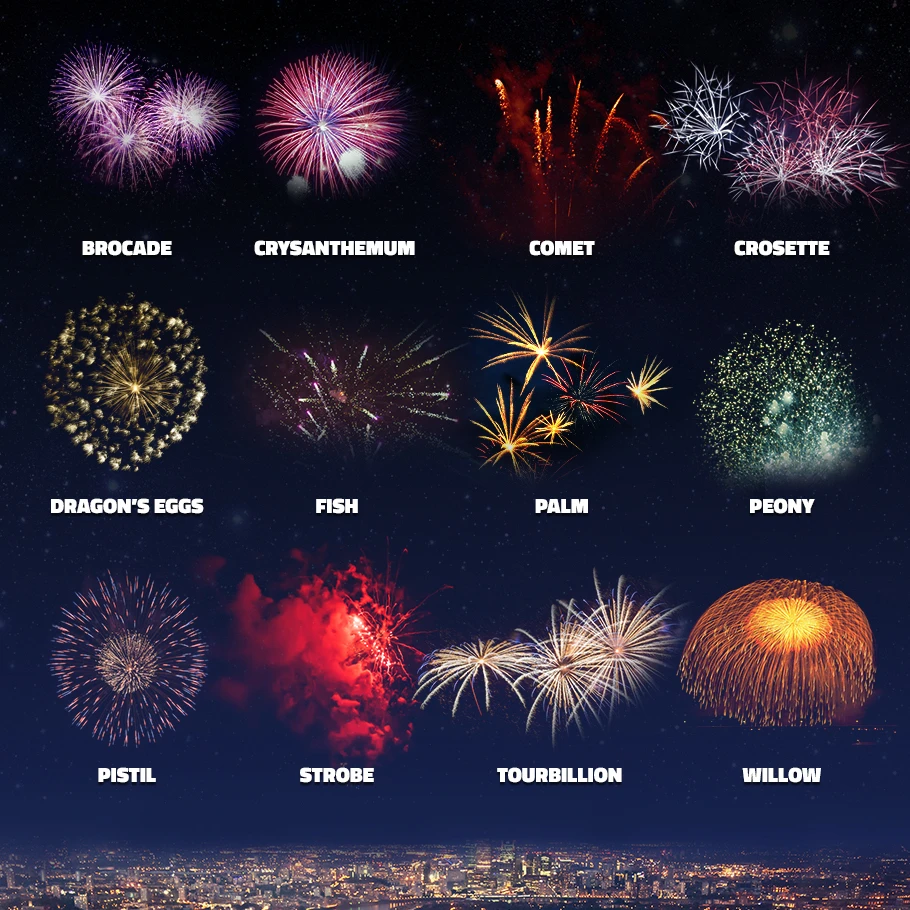 BROCADE
CRYSANTHEMUM
COMET
CROSETTE
DRAGON'S EGGS
FISH
PALM
PEONY
PISTIL
STROBE
TOURBILLION
WILLOW